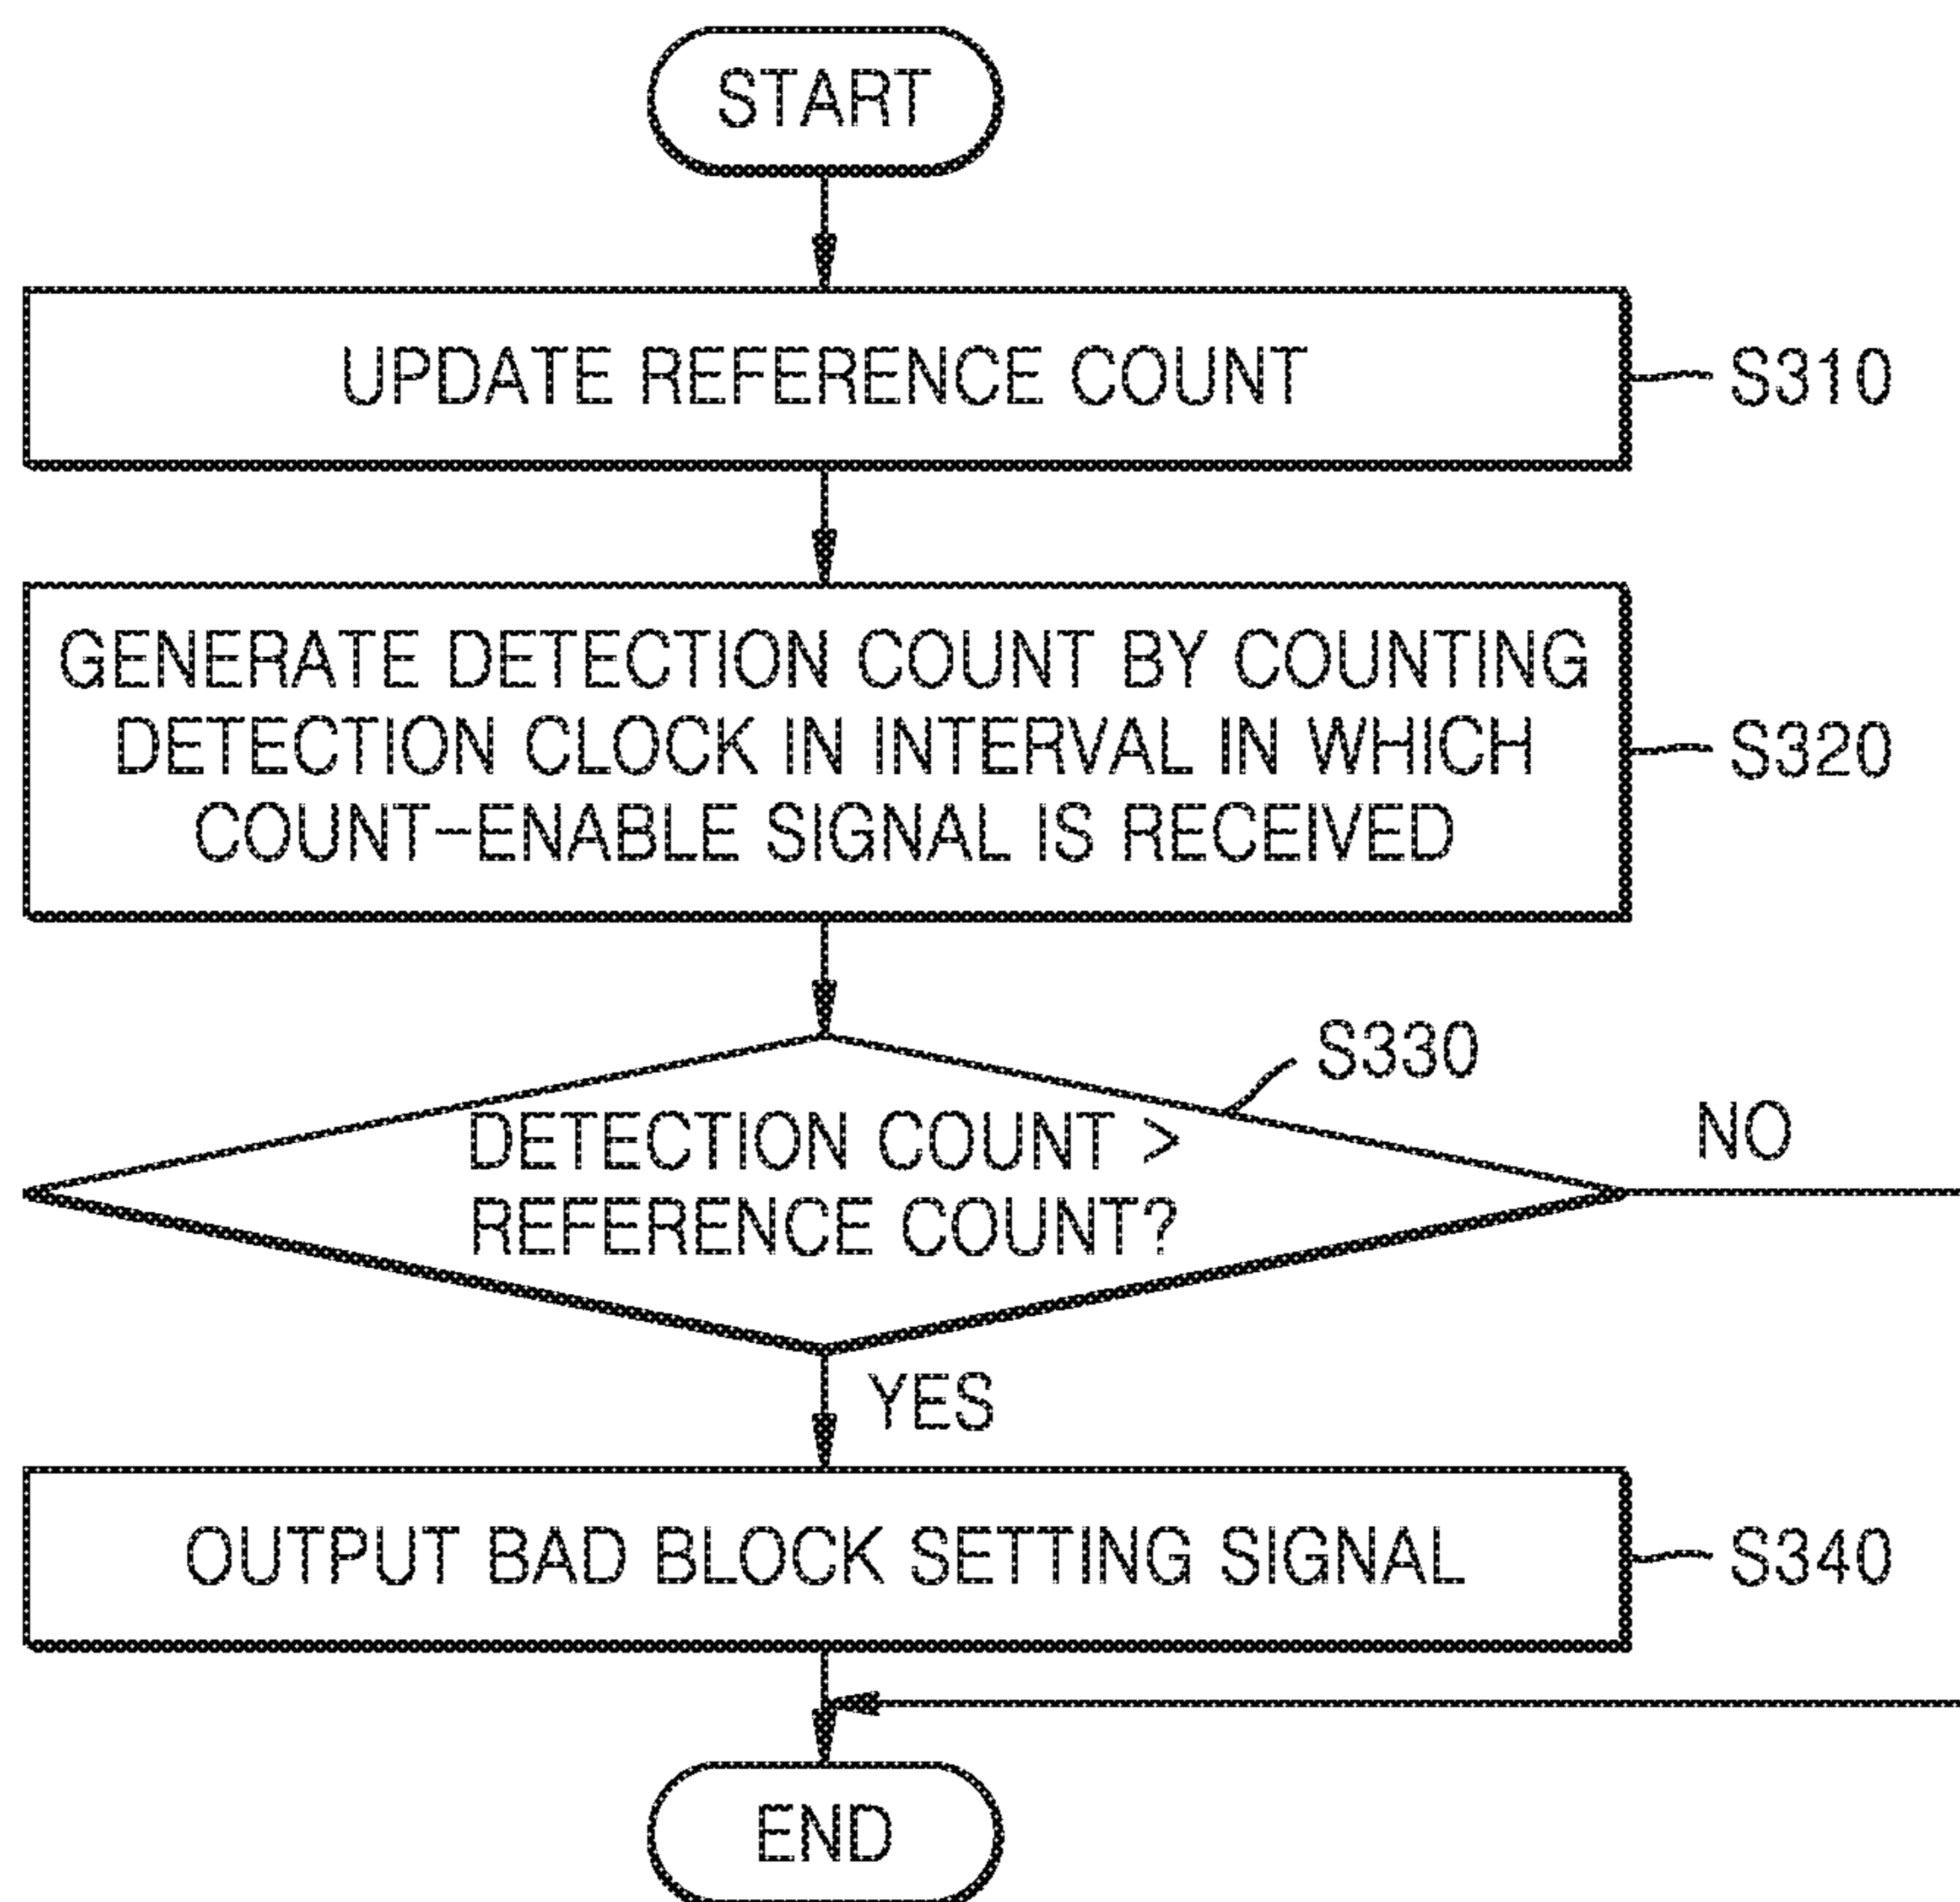 START
UPDATE REFERENCE COUNT
S310
GENERATE DETECTION COUNT BY COUNTING
DETECTION CLOCK IN INTERVAL IN WHICH
COUNT-ENABLE SIGNAL IS RECEIVED
S320
S330
DETECTION COUNT >
REFERENCE COUNT?
NO
YES
OUTPUT BAD BLOCK SETTING SIGNAL
S340
END